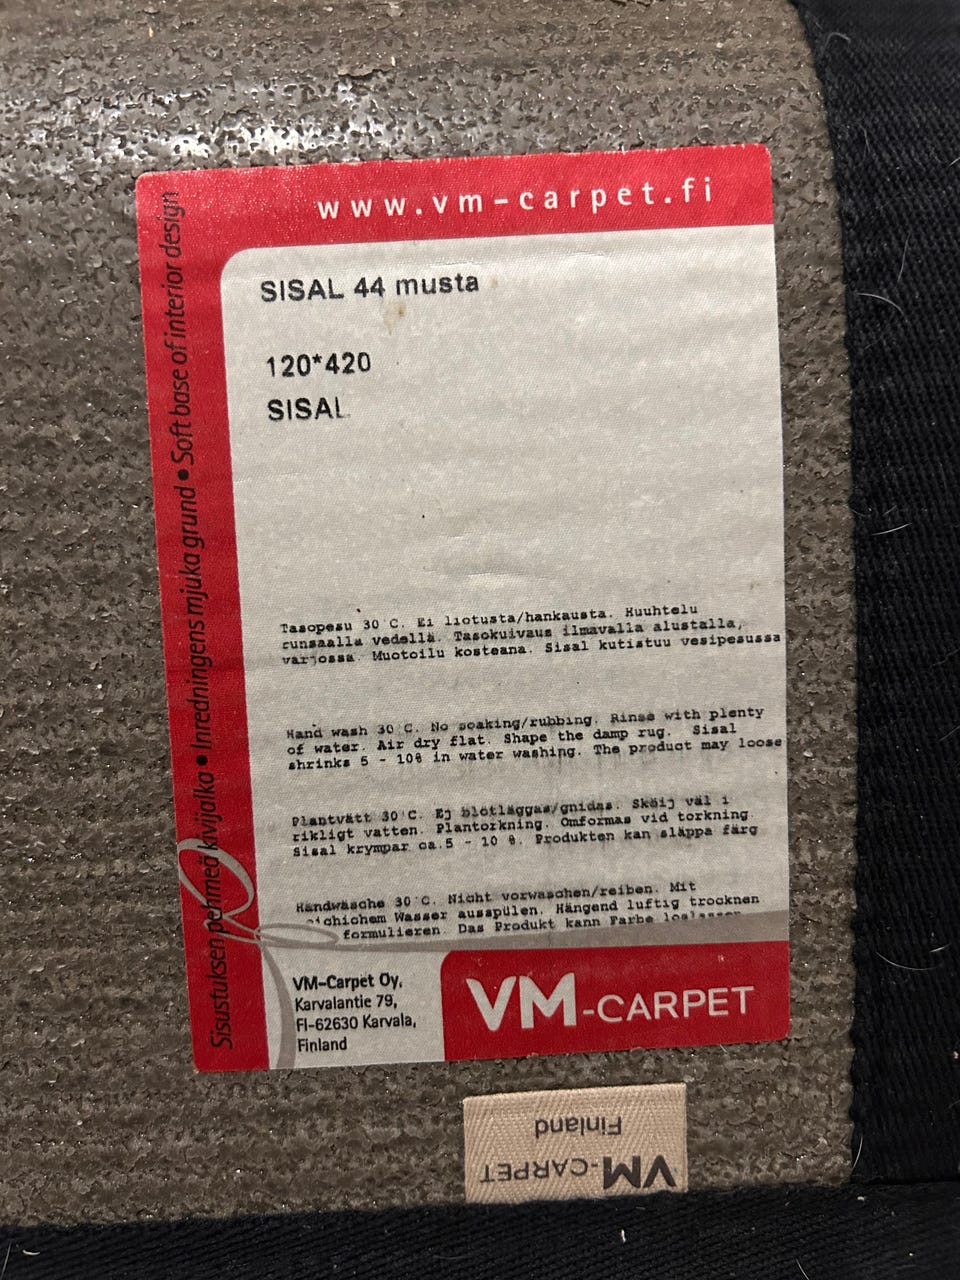 www.vm-carpet.fi
SISAL 44 musta
120*420
SISAL
Tasopesu 30°C. Ei liotusta/hankausta. Huuhtelu
runsaalla vedellä. Tasokuivaus ilmavalla alustalla,
varjossa. Muotoilu kosteana. Sisal kutistuu vesipesussa
Hand wash 30°C. No soaking/rubbing. Rinse with plenty
of water. Air dry flat. Shape the damp rug. Sisal
shrinks 5 - 10% in water washing. The product may loose
Plantvätt 30°C. Ej blötläggas/gnidas. Skölj väl i
rikligt vatten. Plantorkning. Omformas vid torkning.
Sisal krympar ca.5 - 10 %. Produkten kan släppa färg
Handwäsche 30°C. Nicht vorwaschen/reiben. Mit
Wasser ausspülen. Hängend luftig trocknen
formulieren. Das Produkt kann Farbe
VM-Carpet Oy,
Karvalantie 79,
FI-62630 Karvala,
Finland
VM-CARPET
Sisustuksen pehmeä kivijalka • Inredningens mjuka grund • Soft base of interior design
VM-CARPET
Finland